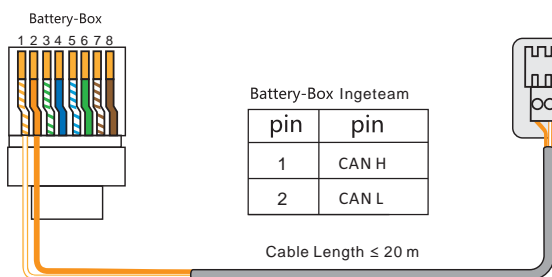 Battery-Box
1 2 3 4 5 6 7 8
Battery-Box Ingeteam
pin pin
1 CAN H
2 CAN L
Cable Length ≤ 20 m